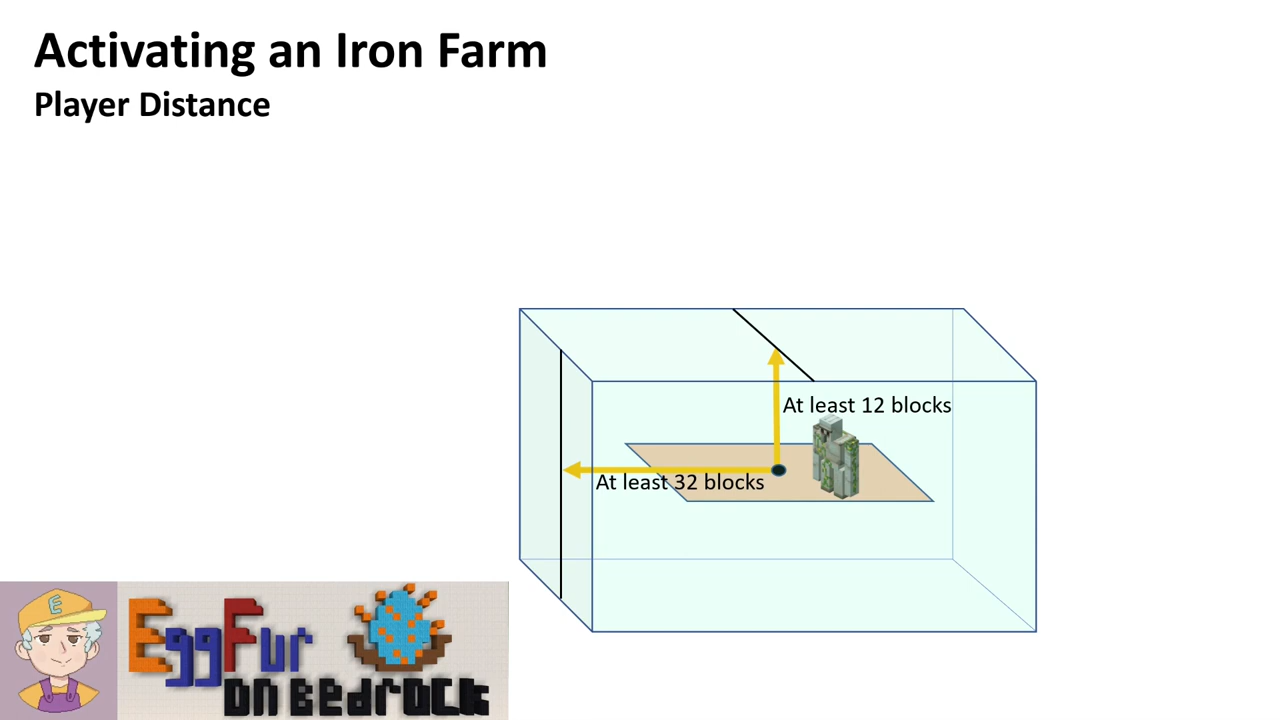 Activating an Iron Farm
Player Distance
At least 12 blocks
At least 32 blocks
E
EggFur
on Bedrock